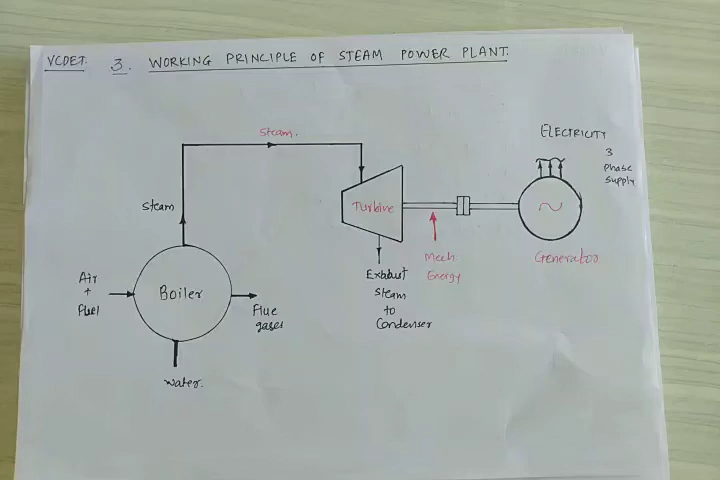 VCDET. 3. WORKING PRINCIPLE OF STEAM POWER PLANT.
Steam.
ELECTRICITY
3
phase
supply
Steam
Turbine
Mech
Energy
Generator
Air
+
Fuel
Boiler
Flue
gases
Exhaust
steam
to
Condenser
water.